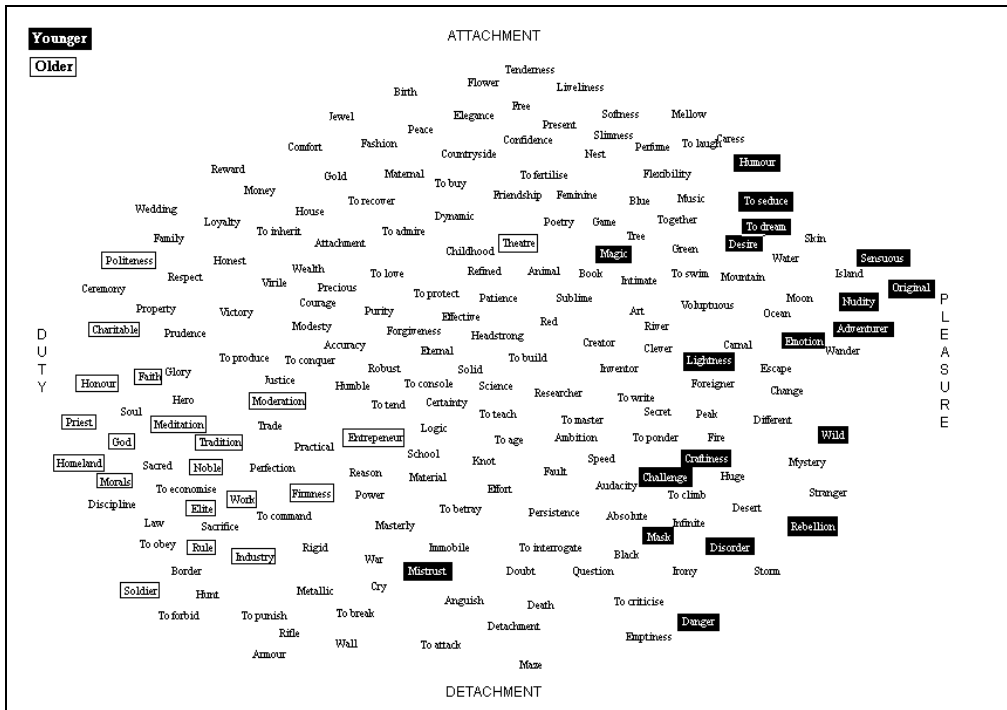 Younger
ATTACHMENT
Older
Tenderness
Flower
Liveliness
Birth
Free
Jewel
Elegance
Softness
Mellow
Peace
Present
Slimness
Caress
Comfort
Fashion
Confidence
Perfume
To laugh
Countryside
Nest
Humour
Reward
Gold
Maternal
To fertilise
Flexibility
Money
To buy
Friendship
Feminine
Blue
Music
To seduce
Wedding
House
To recover
Loyalty
Dynamic
Poetry
Game
Together
To dream
Family
To inherit
To admire
Tree
Skin
Attachment
Childhood
Theatre
Magic
Green
Desire
Politeness
Honest
Water
Sensuous
Respect
Virile
Wealth
To love
Refined
Animal
Book
Intimate
To swim
Mountain
Island
Ceremony
Precious
To protect
Patience
Sublime
Original
Property
Victory
Courage
Purity
Effective
Art
Voluptuous
Moon
Ocean
Nudity
PLEASURE
Charitable
Prudence
Modesty
Forgiveness
Headstrong
Red
River
Adventurer
DUTY
Accuracy
Eternal
Creator
Clever
Carnal
Emotion
Wander
To produce
To conquer
Robust
Solid
To build
Inventor
Lightness
Escape
Honour
Faith
Glory
Justice
Humble
To console
Science
Researcher
Foreigner
Change
Hero
Moderation
To tend
Certainty
To teach
To write
Priest
Soul
Meditation
Trade
Logic
To master
Secret
Peak
Different
God
Tradition
Practical
Entrepeneur
To age
Ambition
To ponder
Fire
Wild
Homeland
Sacred
Noble
Perfection
School
Knot
Speed
Craftiness
Mystery
Morals
Reason
Material
Fault
Challenge
Huge
To economise
Work
Firmness
Power
Effort
Audacity
To climb
Stranger
Discipline
Elite
To command
To betray
Persistence
Absolute
Desert
Law
Sacrifice
Masterly
Infinite
Rebellion
To obey
Rule
Industry
Rigid
War
Immobile
To interrogate
Black
Mask
Disorder
Border
Mistrust
Doubt
Question
Irony
Storm
Soldier
Hunt
Metallic
Cry
Anguish
Death
To criticise
To forbid
To punish
To break
Detachment
Danger
Rifle
Wall
To attack
Emptiness
Armour
Maze
DETACHMENT